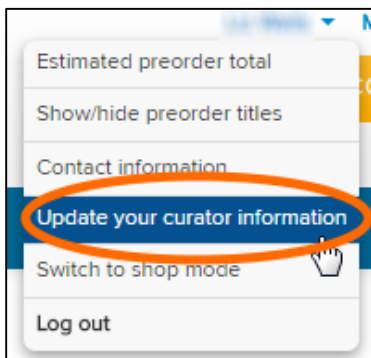 Estimated preorder total
Show/hide preorder titles
Contact information
Update your curator information
Switch to shop mode
Log out